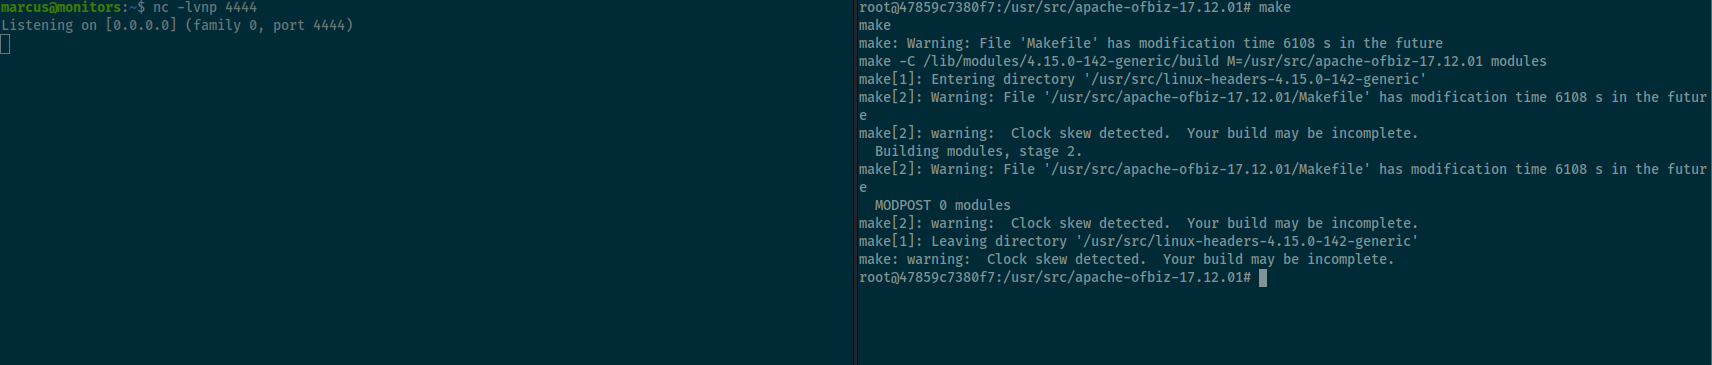 marcus@monitors:~$ nc -lvnp 4444
Listening on [0.0.0.0] (family 0, port 4444)
root@47859c7380f7:/usr/src/apache-ofbiz-17.12.01# make
make
make: Warning: File 'Makefile' has modification time 6108 s in the future
make -C /lib/modules/4.15.0-142-generic/build M=/usr/src/apache-ofbiz-17.12.01 modules
make[1]: Entering directory '/usr/src/linux-headers-4.15.0-142-generic'
make[2]: Warning: File '/usr/src/apache-ofbiz-17.12.01/Makefile' has modification time 6108 s in the futur
e
make[2]: warning:  Clock skew detected.  Your build may be incomplete.
  Building modules, stage 2.
make[2]: Warning: File '/usr/src/apache-ofbiz-17.12.01/Makefile' has modification time 6108 s in the futur
e
  MODPOST 0 modules
make[2]: warning:  Clock skew detected.  Your build may be incomplete.
make[1]: Leaving directory '/usr/src/linux-headers-4.15.0-142-generic'
make: warning:  Clock skew detected.  Your build may be incomplete.
root@47859c7380f7:/usr/src/apache-ofbiz-17.12.01#